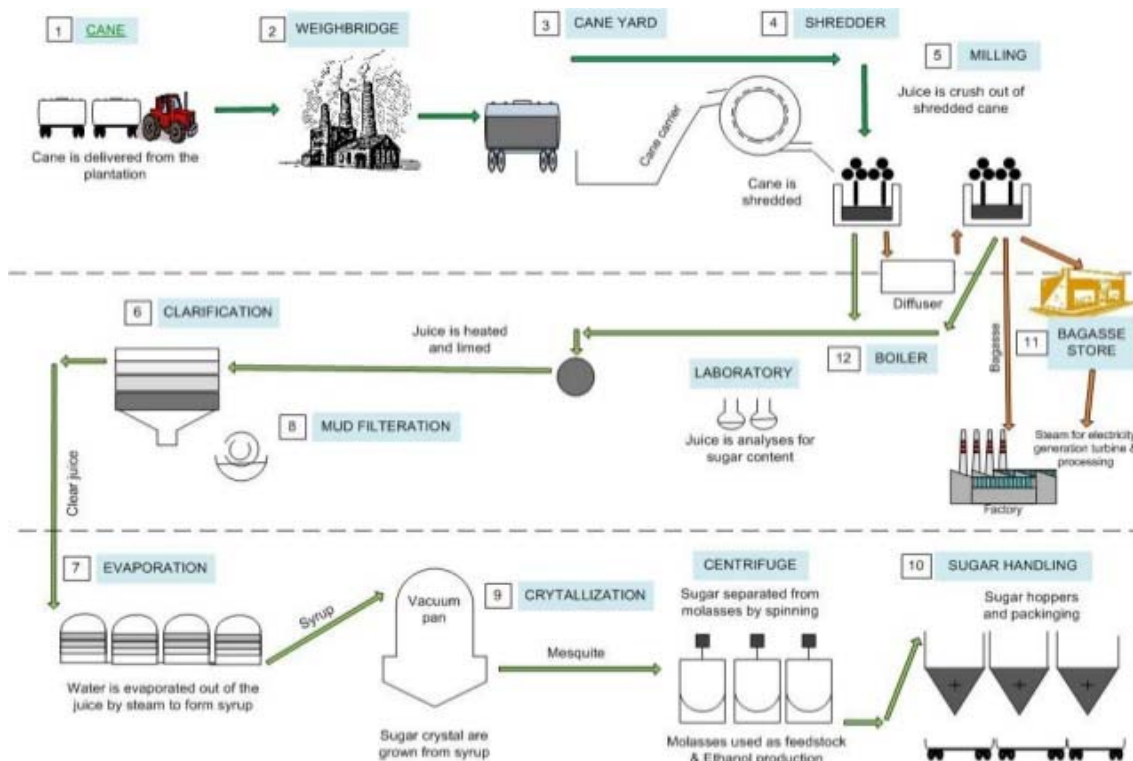 1 CANE
2 WEIGHBRIDGE
3 CANE YARD
4 SHREDDER
5 MILLING
Juice is crush out of
shredded cane
Cane is delivered from the
plantation
Cane carrier
Cane is
shredded
Diffuser
6 CLARIFICATION
Juice is heated
and limed
12 BOILER
11 BAGASSE
STORE
Bagasse
LABORATORY
Juice is analyses for
sugar content
8 MUD FILTERATION
Steam for electricity
generation turbine &
processing
Factory
Clear juice
7 EVAPORATION
Syrup
Vacuum
pan
9 CRYTALLIZATION
Mesquite
CENTRIFUGE
Sugar separated from
molasses by spinning
10 SUGAR HANDLING
Sugar hoppers
and packinging
Water is evaporated out of the
juice by steam to form syrup
Sugar crystal are
grown from syrup
Molasses used as feedstock
& Ethanol production